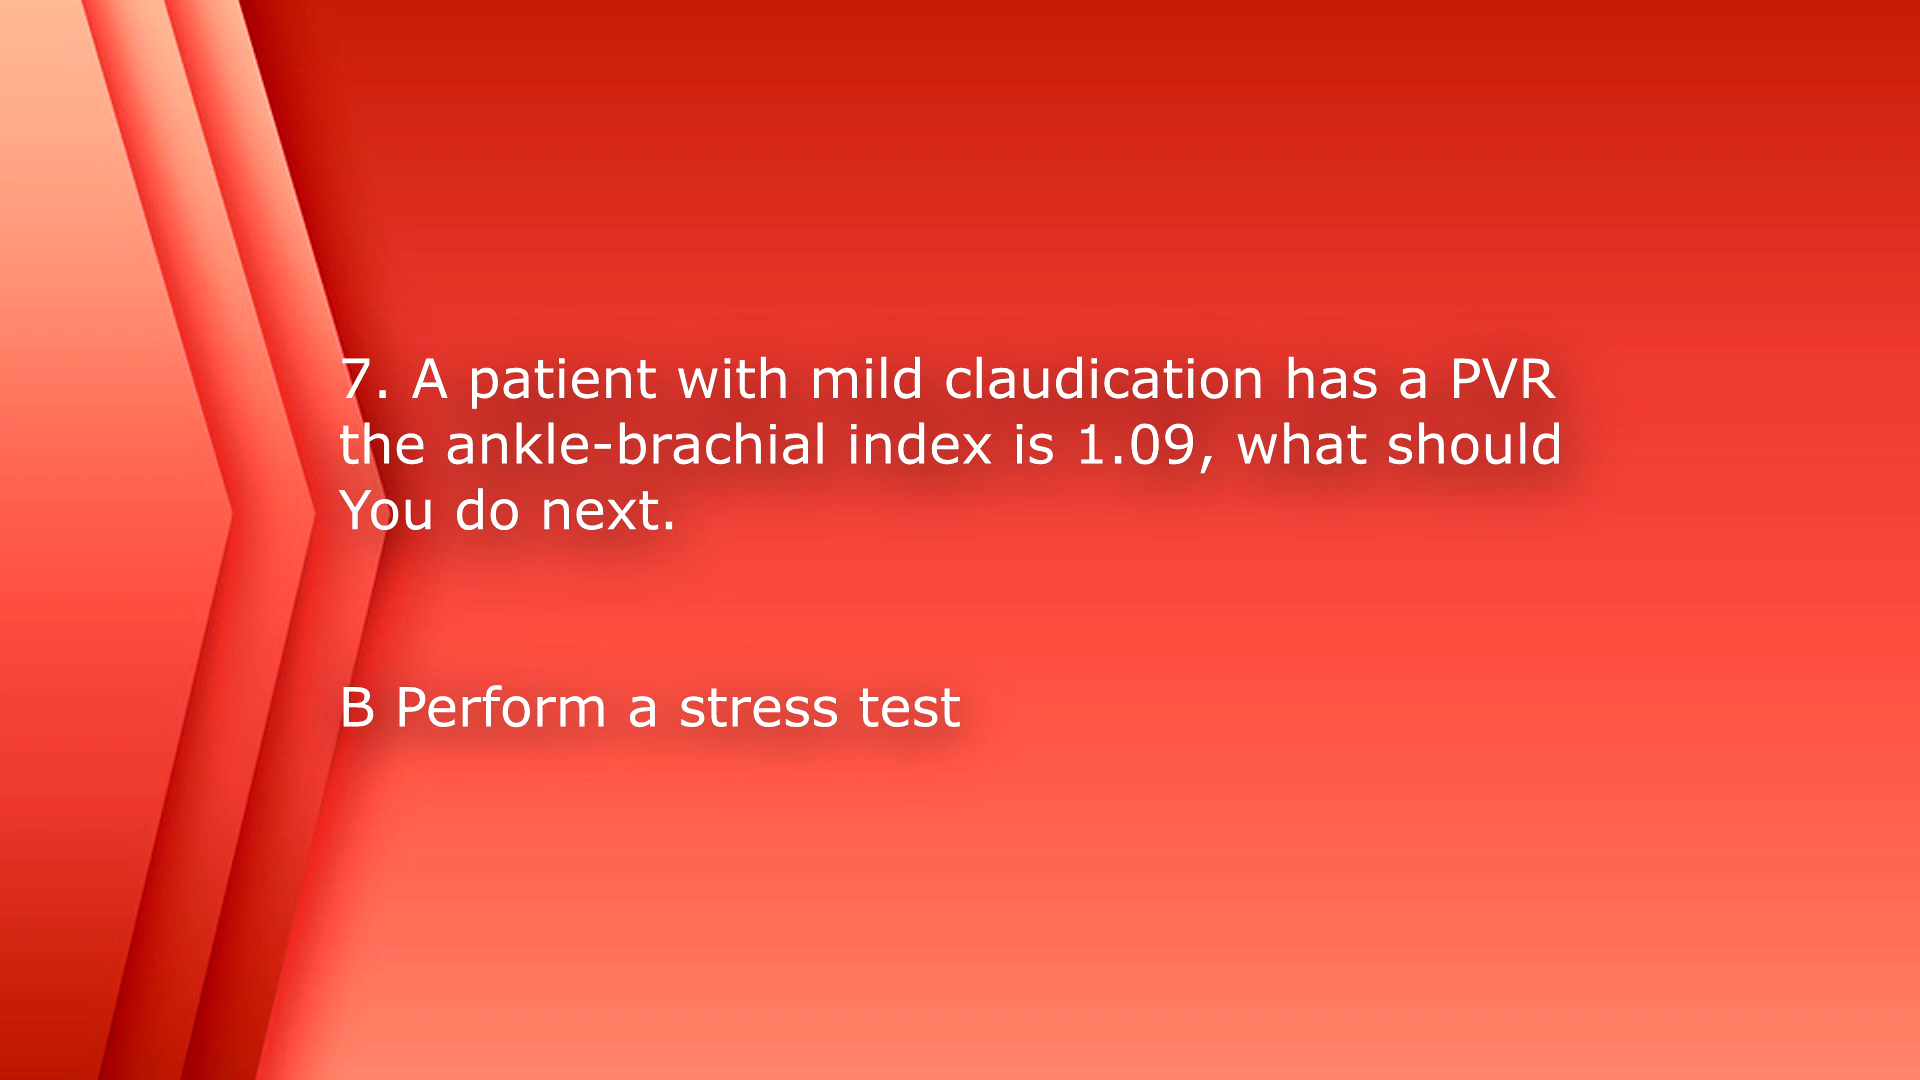 7. A patient with mild claudication has a PVR
the ankle-brachial index is 1.09, what should
You do next.
B Perform a stress test